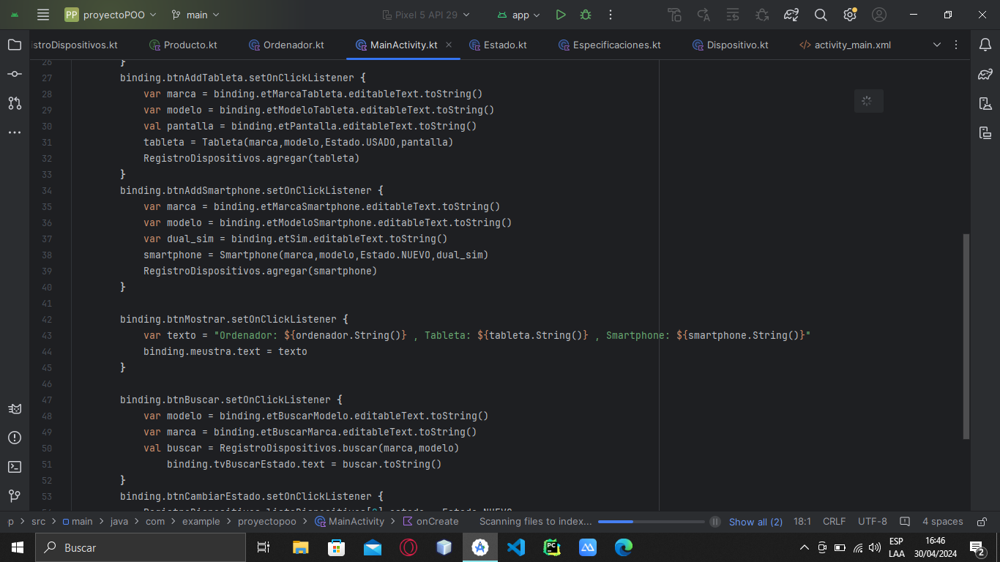 PP proyectoPOO main Pixel 5 API 29 app
stroDispositivos.kt Producto.kt Ordenador.kt MainActivity.kt Estado.kt Especificaciones.kt Dispositivo.kt activity_main.xml
26 }
27 binding.btnAddTableta.setOnClickListener {
28 var marca = binding.etMarcaTableta.editableText.toString()
29 var modelo = binding.etModeloTableta.editableText.toString()
30 val pantalla = binding.etPantalla.editableText.toString()
31 tableta = Tableta(marca,modelo,Estado.USADO,pantalla)
32 RegistroDispositivos.agregar(tableta)
33 }
34 binding.btnAddSmartphone.setOnClickListener {
35 var marca = binding.etMarcaSmartphone.editableText.toString()
36 var modelo = binding.etModeloSmartphone.editableText.toString()
37 var dual_sim = binding.etSim.editableText.toString()
38 smartphone = Smartphone(marca,modelo,Estado.NUEVO,dual_sim)
39 RegistroDispositivos.agregar(smartphone)
40 }
41
42 binding.btnMostrar.setOnClickListener {
43 var texto = "Ordenador: ${ordenador.String()} , Tableta: ${tableta.String()} , Smartphone: ${smartphone.String()}"
44 binding.meustra.text = texto
45 }
46
47 binding.btnBuscar.setOnClickListener {
48 var modelo = binding.etBuscarModelo.editableText.toString()
49 var marca = binding.etBuscarMarca.editableText.toString()
50 val buscar = RegistroDispositivos.buscar(marca,modelo)
51 binding.tvBuscarEstado.text = buscar.toString()
52 }
53 binding.btnCambiarEstado.setOnClickListener {
p > src > main > java > com > example > proyectopoo > MainActivity > onCreate Scanning files to index... Show all (2) 18:1 CRLF UTF-8 4 spaces
Buscar ESP 16:46
LAA 30/04/2024 2